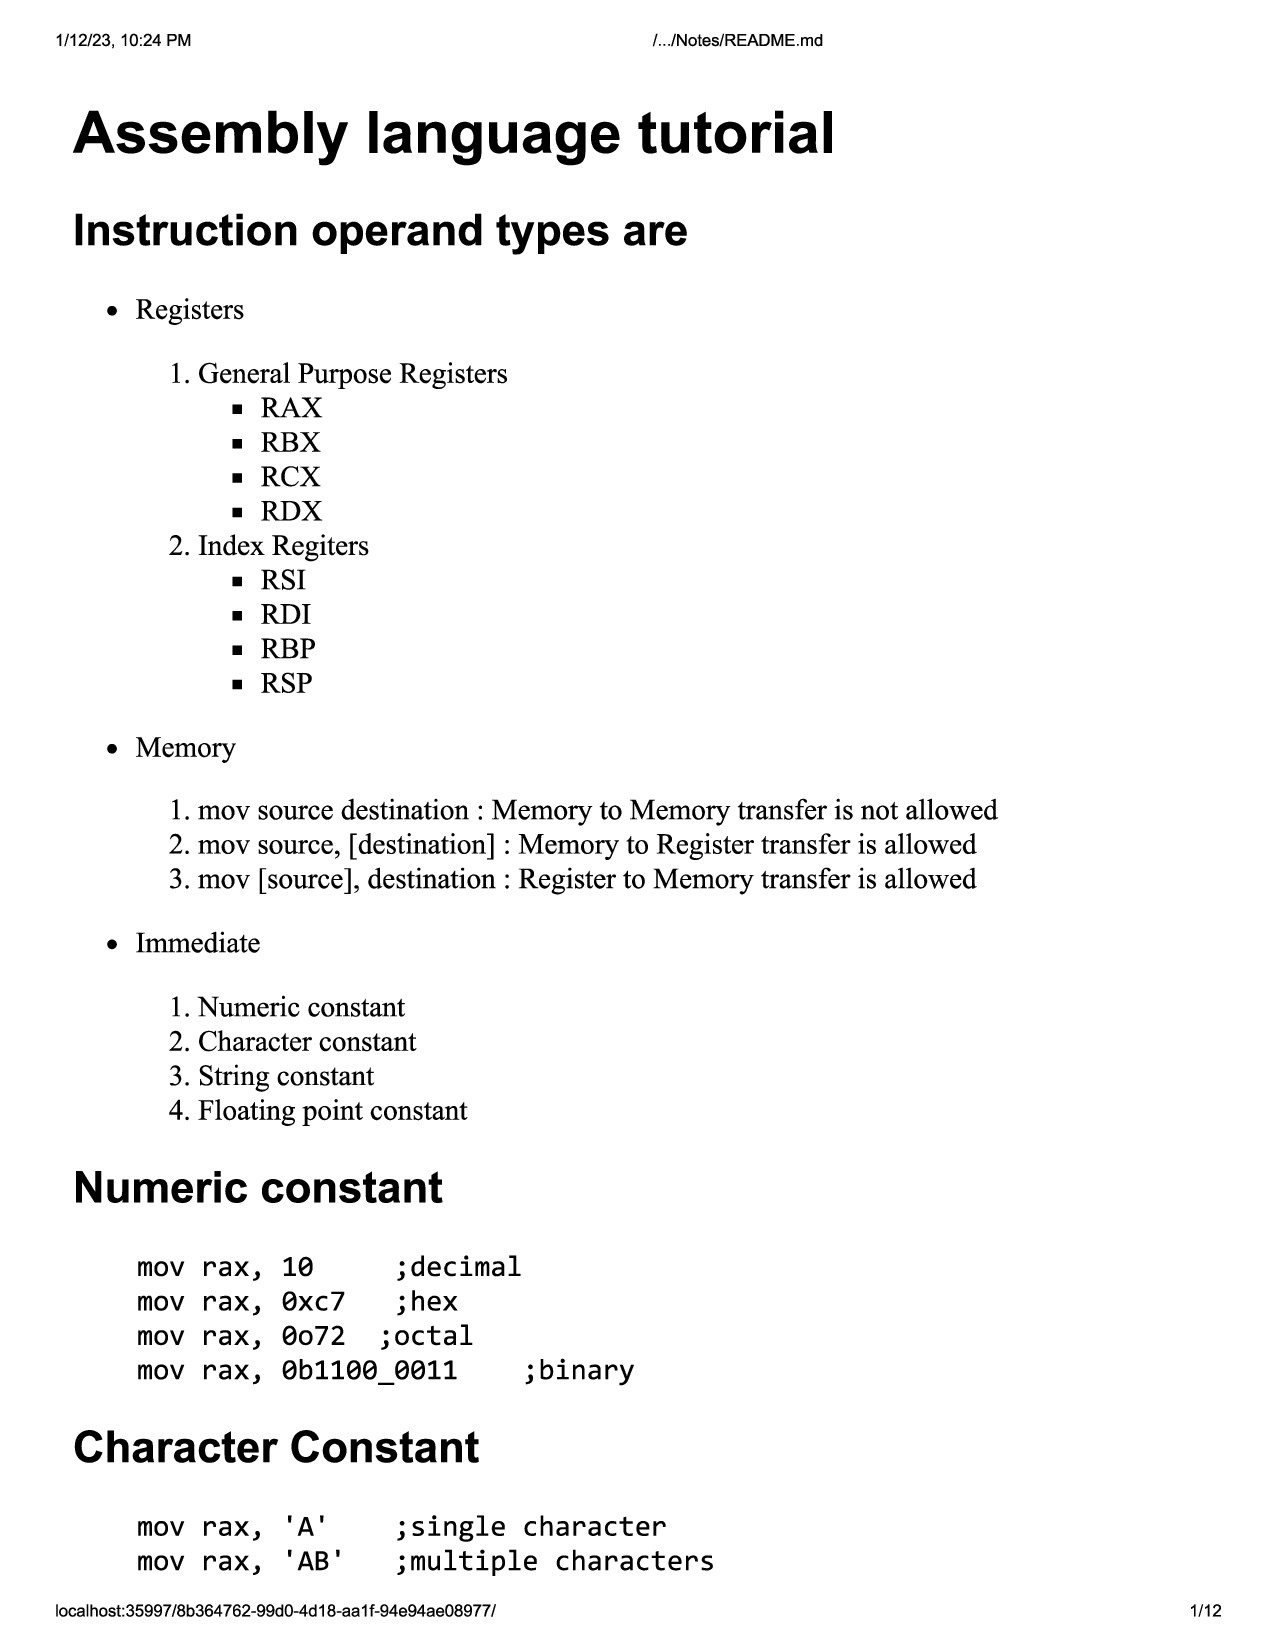 1/12/23, 10:24 PM
/.../Notes/README.md
Assembly language tutorial
Instruction operand types are
• Registers
1. General Purpose Registers
▪ RAX
▪ RBX
▪ RCX
▪ RDX
2. Index Regiters
▪ RSI
▪ RDI
▪ RBP
▪ RSP
• Memory
1. mov source destination : Memory to Memory transfer is not allowed
2. mov source, [destination] : Memory to Register transfer is allowed
3. mov [source], destination : Register to Memory transfer is allowed
• Immediate
1. Numeric constant
2. Character constant
3. String constant
4. Floating point constant
Numeric constant
mov rax, 10     ;decimal
mov rax, 0xc7   ;hex
mov rax, 0o72  ;octal
mov rax, 0b1100_0011    ;binary
Character Constant
mov rax, 'A'    ;single character
mov rax, 'AB'   ;multiple characters
localhost:35997/8b364762-99d0-4d18-aa1f-94e94ae08977/
1/12